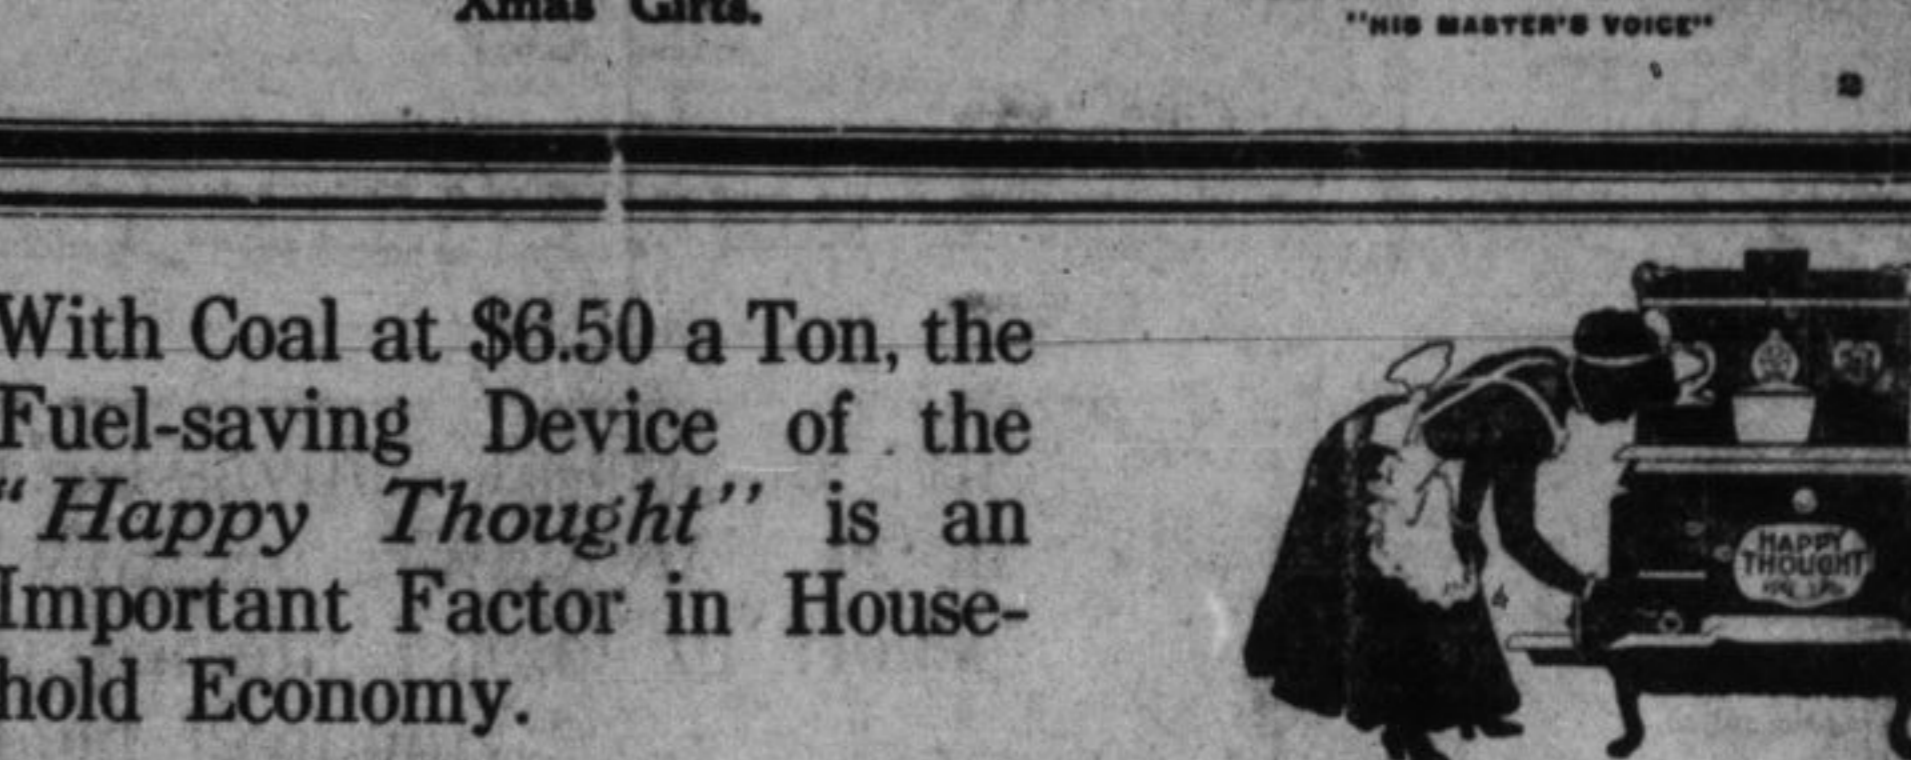 Xmas Gifts.
"HIS MASTER'S VOICE"
2
With Coal at $6.50 a Ton, the
Fuel-saving Device of the
"Happy Thought" is an
Important Factor in House-
hold Economy.
HAPPY
THOUGHT